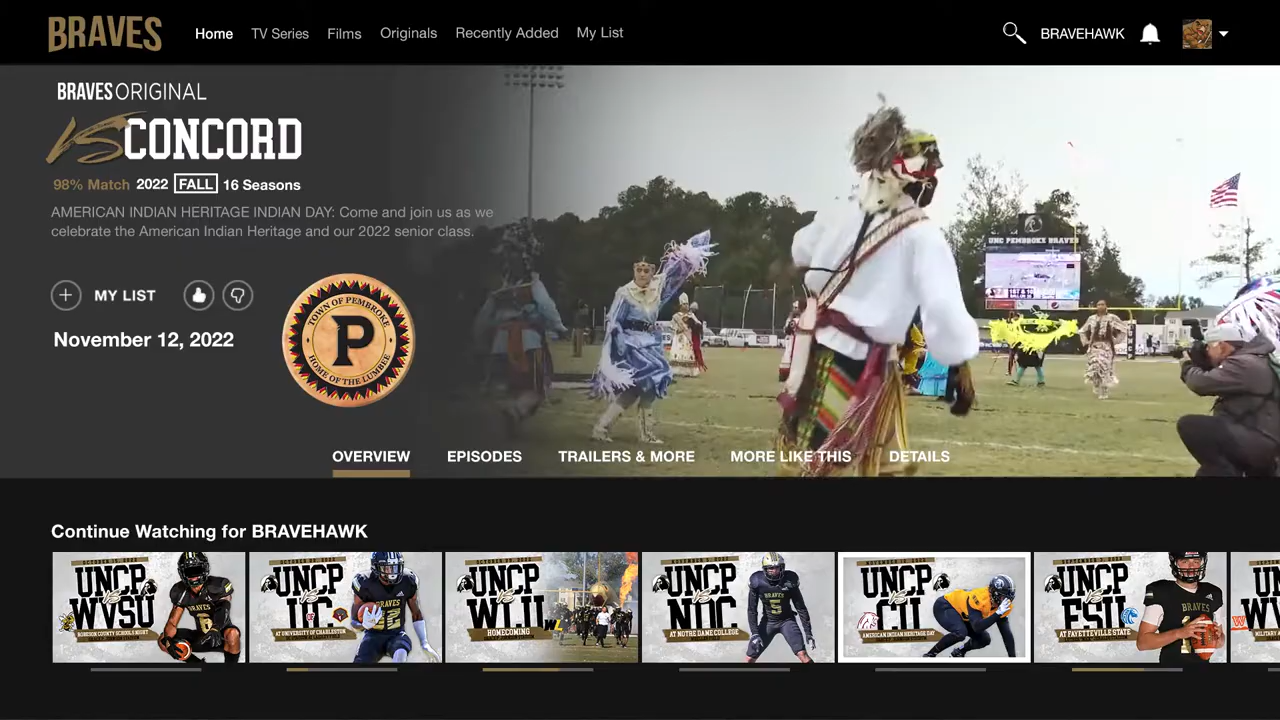 BRAVES
Home
TV Series
Films
Originals
Recently Added
My List
BRAVEHAWK
BRAVES ORIGINAL
VS CONCORD
98% Match 2022 FALL 16 Seasons
AMERICAN INDIAN HERITAGE INDIAN DAY: Come and join us as we
celebrate the American Indian Heritage and our 2022 senior class.
MY LIST
November 12, 2022
TOWN OF PEMBROKE
P
HOME OF THE LUMBEE
UNC PEMBROKE BRAVES
OVERVIEW
EPISODES
TRAILERS & MORE
MORE LIKE THIS
DETAILS
Continue Watching for BRAVEHAWK
UNCP
VS
WVSU
ROBESON COUNTY SCHOOLS NIGHT
BRAVES
UNCP
VS
UC
AT UNIVERSITY OF CHARLESTON
BRAVES
UNCP
VS
WLU
HOMECOMING
UNCP
VS
NDC
AT NOTRE DAME COLLEGE
5
UNCP
VS
CU
AMERICAN INDIAN HERITAGE DAY
UNCP
VS
FSU
AT FAYETTEVILLE STATE
BRAVES